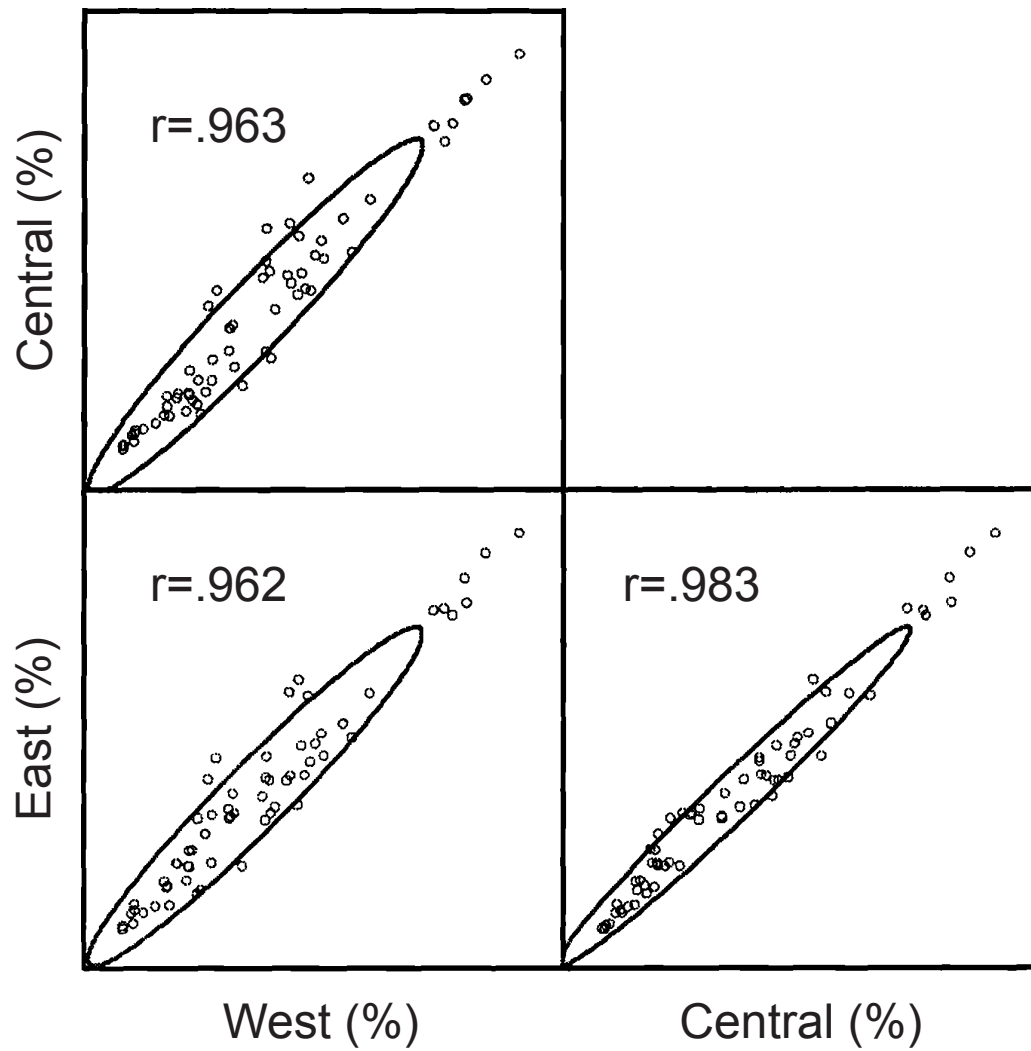 Central (%)
r=.963
East (%)
r=.962
r=.983
West (%)
Central (%)